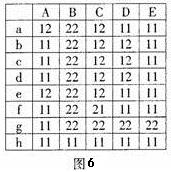 A B C D E
a 12 22 12 11 11
b 11 22 12 12 11
c 11 22 12 12 11
d 11 22 12 12 11
e 12 22 12 11 11
f 11 22 21 11 11
g 11 22 22 22 22
h 11 11 11 11 11
图6